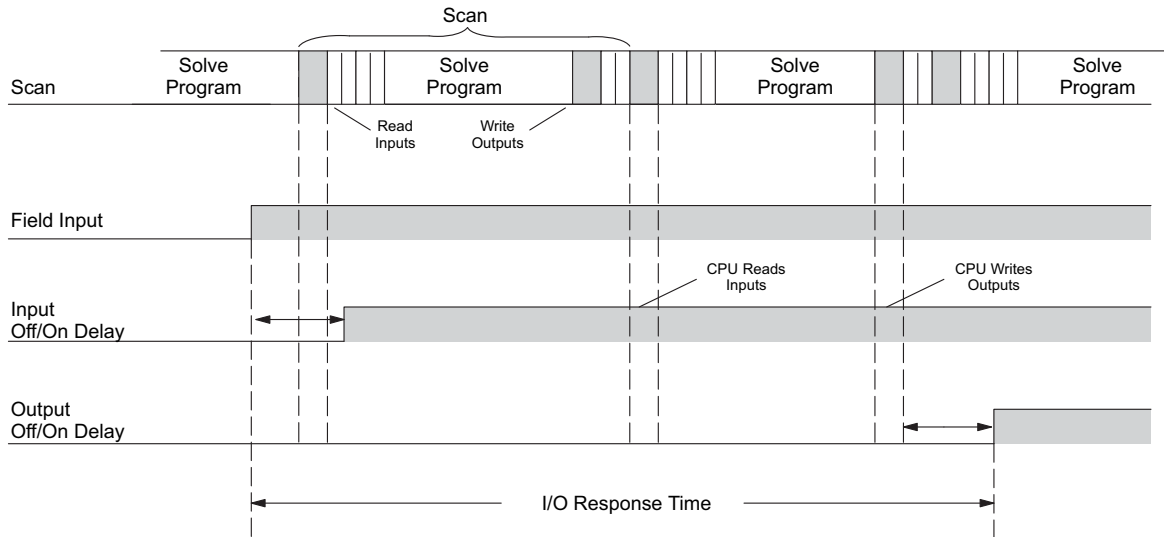 Scan
Scan
Solve
Program
Solve
Program
Solve
Program
Solve
Program
Read
Inputs
Write
Outputs
Field Input
CPU Reads
Inputs
CPU Writes
Outputs
Input
Off/On Delay
Output
Off/On Delay
I/O Response Time